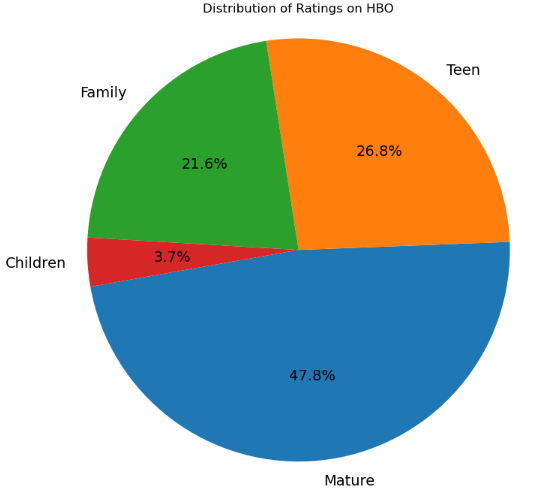 Distribution of Ratings on HBO
Teen
Family
26.8%
21.6%
3.7%
Children
47.8%
Mature